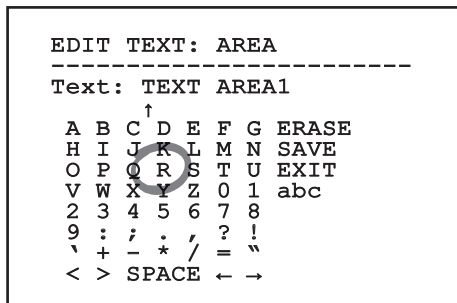 EDIT TEXT: AREA
------------------------
Text: TEXT AREA1
↑
A B C D E F G ERASE
H I J K L M N SAVE
O P Q R S T U EXIT
V W X Y Z 0 1 abc
2 3 4 5 6 7 8
9 : ; . , ? !
‵ + - * / = ‶
< > SPACE ← →